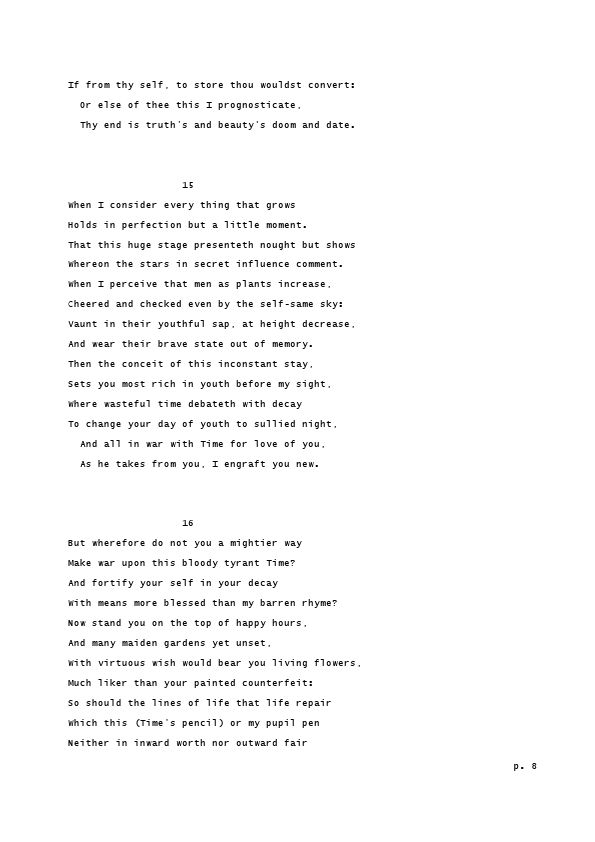 If from thy self, to store thou wouldst convert:
Or else of thee this I prognosticate,
Thy end is truth's and beauty's doom and date.
15
When I consider every thing that grows
Holds in perfection but a little moment.
That this huge stage presenteth nought but shows
Whereon the stars in secret influence comment.
When I perceive that men as plants increase,
Cheered and checked even by the self-same sky:
Vaunt in their youthful sap, at height decrease,
And wear their brave state out of memory.
Then the conceit of this inconstant stay,
Sets you most rich in youth before my sight,
Where wasteful time debateth with decay
To change your day of youth to sullied night,
And all in war with Time for love of you,
As he takes from you, I engraft you new.
16
But wherefore do not you a mightier way
Make war upon this bloody tyrant Time?
And fortify your self in your decay
With means more blessed than my barren rhyme?
Now stand you on the top of happy hours,
And many maiden gardens yet unset,
With virtuous wish would bear you living flowers,
Much liker than your painted counterfeit:
So should the lines of life that life repair
Which this (Time's pencil) or my pupil pen
Neither in inward worth nor outward fair
p. 8